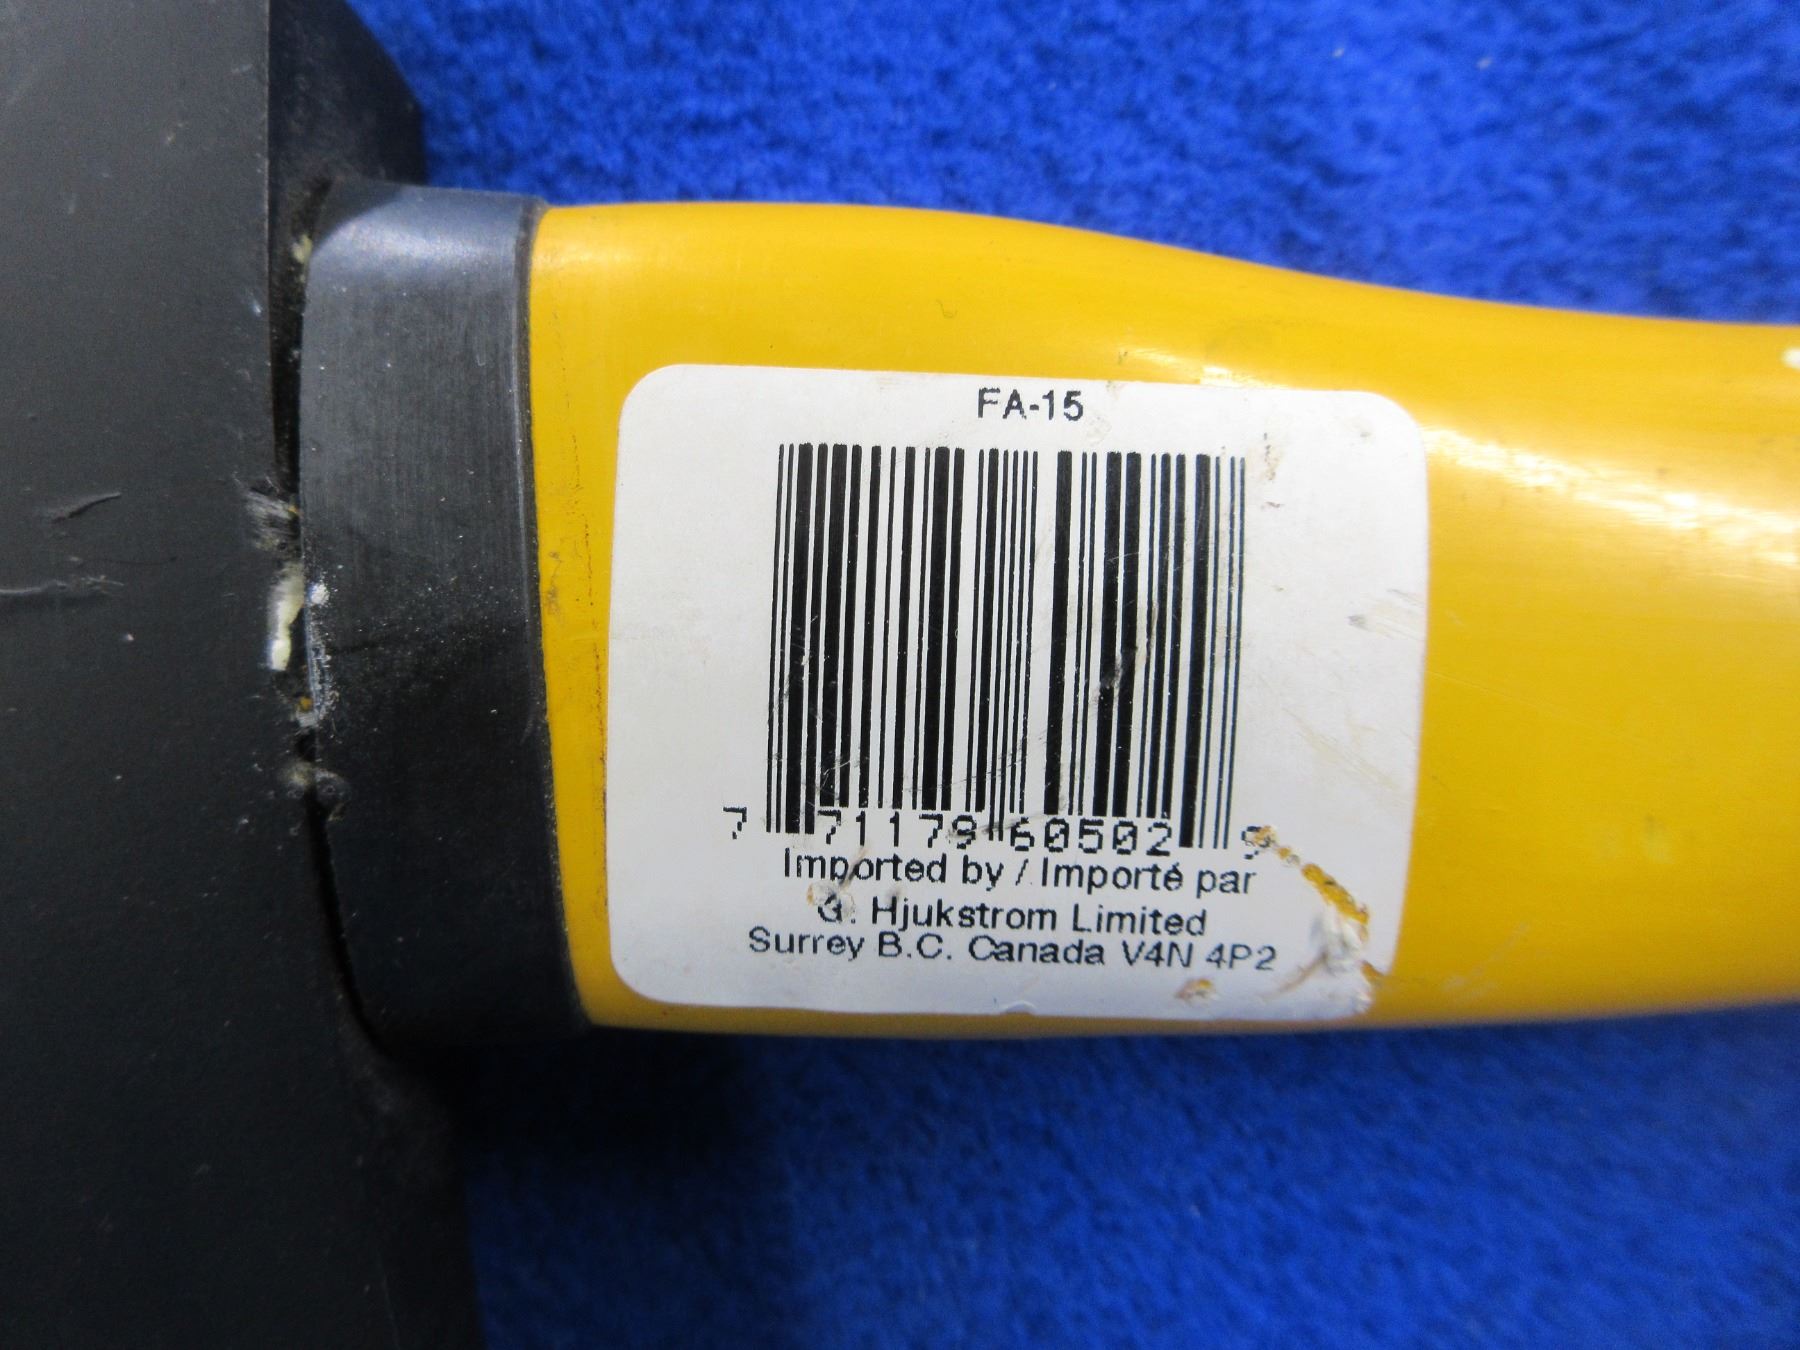 FA-15
7 71179 60502 9
Imported by / Importé par
G. Hjukstrom Limited
Surrey B.C. Canada V4N 4P2